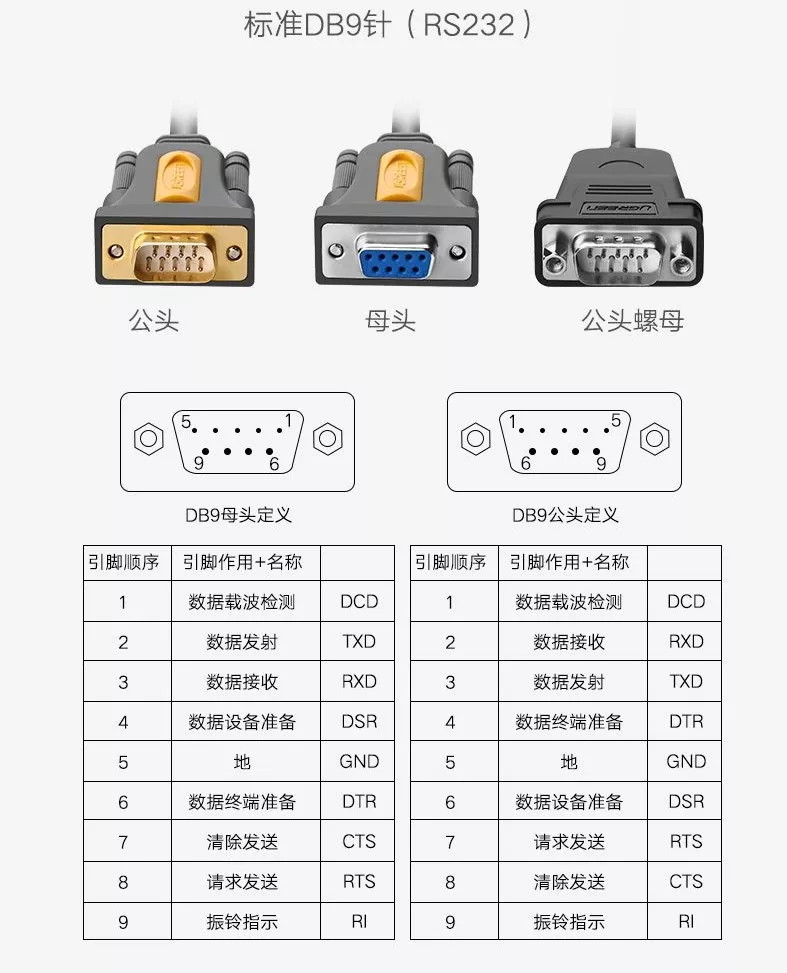 标准DB9针（RS232）
UGREEN
公头 母头 公头螺母
5 1
9 6
1 5
6 9
DB9母头定义 DB9公头定义
引脚顺序 引脚作用+名称 引脚顺序 引脚作用+名称
1 数据载波检测 DCD 1 数据载波检测 DCD
2 数据发射 TXD 2 数据接收 RXD
3 数据接收 RXD 3 数据发射 TXD
4 数据设备准备 DSR 4 数据终端准备 DTR
5 地 GND 5 地 GND
6 数据终端准备 DTR 6 数据设备准备 DSR
7 清除发送 CTS 7 请求发送 RTS
8 请求发送 RTS 8 清除发送 CTS
9 振铃指示 RI 9 振铃指示 RI